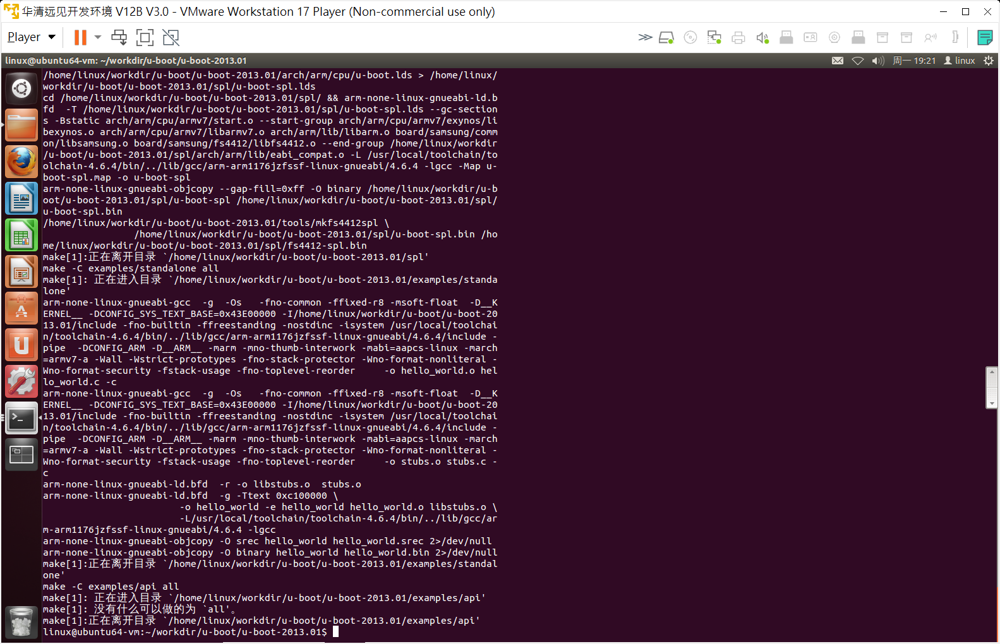 华清远见开发环境 V12B V3.0 - VMware Workstation 17 Player (Non-commercial use only)
Player
linux@ubuntu64-vm: ~/workdir/u-boot/u-boot-2013.01
周一 19:21
linux
/home/linux/workdir/u-boot/u-boot-2013.01/arch/arm/cpu/u-boot.lds > /home/linux/
workdir/u-boot/u-boot-2013.01/spl/u-boot-spl.lds
cd /home/linux/workdir/u-boot/u-boot-2013.01/spl/ && arm-none-linux-gnueabi-ld.b
fd  -T /home/linux/workdir/u-boot/u-boot-2013.01/spl/u-boot-spl.lds --gc-section
s -Bstatic arch/arm/cpu/armv7/start.o --start-group arch/arm/cpu/armv7/exynos/li
bexynos.o arch/arm/cpu/armv7/libarmv7.o arch/arm/lib/libarm.o board/samsung/comm
on/libsamsung.o board/samsung/fs4412/libfs4412.o --end-group /home/linux/workdir
/u-boot/u-boot-2013.01/spl/arch/arm/lib/eabi_compat.o -L /usr/local/toolchain/to
olchain-4.6.4/bin/../lib/gcc/arm-arm1176jzfssf-linux-gnueabi/4.6.4 -lgcc -Map u-
boot-spl.map -o u-boot-spl
arm-none-linux-gnueabi-objcopy --gap-fill=0xff -O binary /home/linux/workdir/u-b
oot/u-boot-2013.01/spl/u-boot-spl /home/linux/workdir/u-boot/u-boot-2013.01/spl/
u-boot-spl.bin
/home/linux/workdir/u-boot/u-boot-2013.01/tools/mkfs4412spl \
/home/linux/workdir/u-boot/u-boot-2013.01/spl/u-boot-spl.bin /ho
me/linux/workdir/u-boot/u-boot-2013.01/spl/fs4412-spl.bin
make[1]:正在离开目录 `/home/linux/workdir/u-boot/u-boot-2013.01/spl'
make -C examples/standalone all
make[1]: 正在进入目录 `/home/linux/workdir/u-boot/u-boot-2013.01/examples/standa
lone'
arm-none-linux-gnueabi-gcc  -g  -Os   -fno-common -ffixed-r8 -msoft-float  -D__K
ERNEL__ -DCONFIG_SYS_TEXT_BASE=0x43E00000 -I/home/linux/workdir/u-boot/u-boot-20
13.01/include -fno-builtin -ffreestanding -nostdinc -isystem /usr/local/toolchai
n/toolchain-4.6.4/bin/../lib/gcc/arm-arm1176jzfssf-linux-gnueabi/4.6.4/include -
pipe  -DCONFIG_ARM -D__ARM__ -marm -mno-thumb-interwork -mabi=aapcs-linux -march
=armv7-a -Wall -Wstrict-prototypes -fno-stack-protector -Wno-format-nonliteral -
Wno-format-security -fstack-usage -fno-toplevel-reorder     -o hello_world.o hel
lo_world.c -c
arm-none-linux-gnueabi-gcc  -g  -Os   -fno-common -ffixed-r8 -msoft-float  -D__K
ERNEL__ -DCONFIG_SYS_TEXT_BASE=0x43E00000 -I/home/linux/workdir/u-boot/u-boot-20
13.01/include -fno-builtin -ffreestanding -nostdinc -isystem /usr/local/toolchai
n/toolchain-4.6.4/bin/../lib/gcc/arm-arm1176jzfssf-linux-gnueabi/4.6.4/include -
pipe  -DCONFIG_ARM -D__ARM__ -marm -mno-thumb-interwork -mabi=aapcs-linux -march
=armv7-a -Wall -Wstrict-prototypes -fno-stack-protector -Wno-format-nonliteral -
Wno-format-security -fstack-usage -fno-toplevel-reorder     -o stubs.o stubs.c -
c
arm-none-linux-gnueabi-ld.bfd  -r -o libstubs.o  stubs.o
arm-none-linux-gnueabi-ld.bfd  -g -Ttext 0xc100000 \
-o hello_world -e hello_world hello_world.o libstubs.o \
-L/usr/local/toolchain/toolchain-4.6.4/bin/../lib/gcc/ar
m-arm1176jzfssf-linux-gnueabi/4.6.4 -lgcc
arm-none-linux-gnueabi-objcopy -O srec hello_world hello_world.srec 2>/dev/null
arm-none-linux-gnueabi-objcopy -O binary hello_world hello_world.bin 2>/dev/null
make[1]:正在离开目录 `/home/linux/workdir/u-boot/u-boot-2013.01/examples/standal
one'
make -C examples/api all
make[1]: 正在进入目录 `/home/linux/workdir/u-boot/u-boot-2013.01/examples/api'
make[1]: 没有什么可以做的为 `all'。
make[1]:正在离开目录 `/home/linux/workdir/u-boot/u-boot-2013.01/examples/api'
linux@ubuntu64-vm:~/workdir/u-boot/u-boot-2013.01$